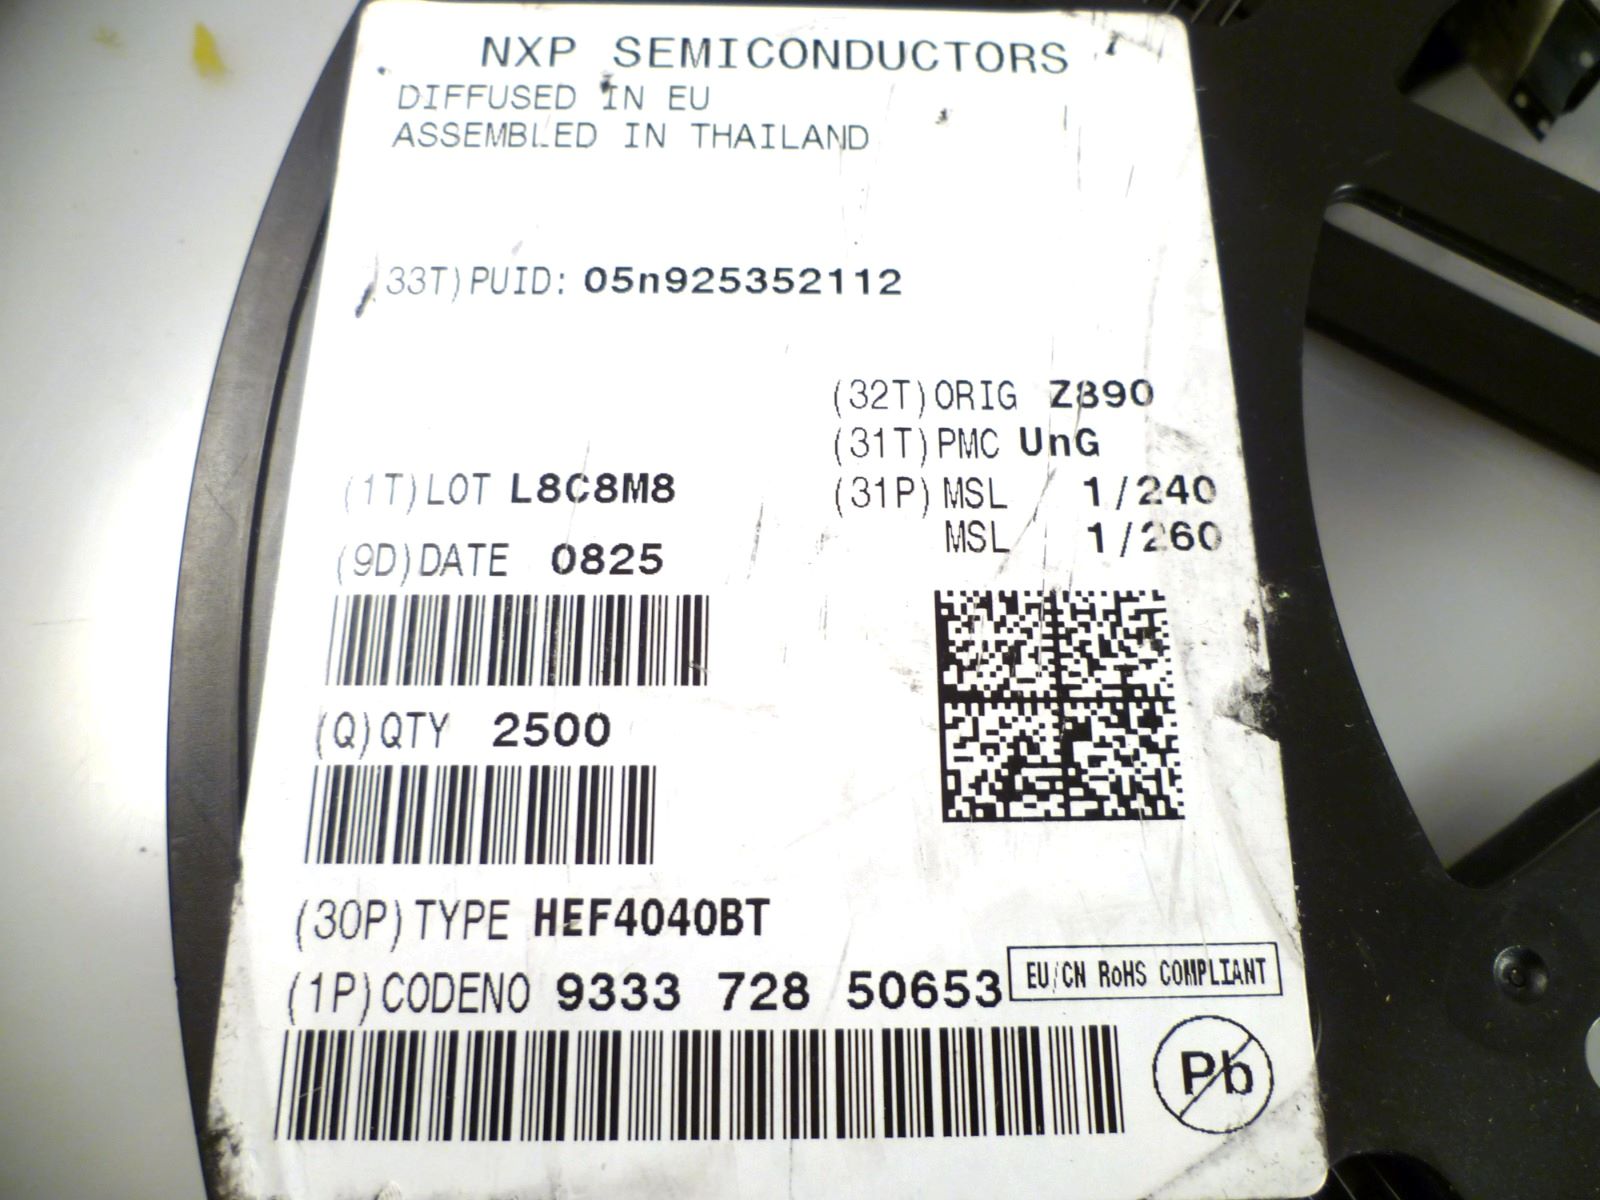 NXP SEMICONDUCTORS
DIFFUSED IN EU
ASSEMBLED IN THAILAND
(33T)PUID: 05n925352112
(32T)ORIG Z890
(31T)PMC UnG
(31P)MSL 1/240
MSL 1/260
(1T)LOT L8C8M8
(9D)DATE 0825
(Q)QTY 2500
(30P)TYPE HEF4040BT
(1P)CODENO 9333 728 50653
EU/CN RoHS COMPLIANT
Pb